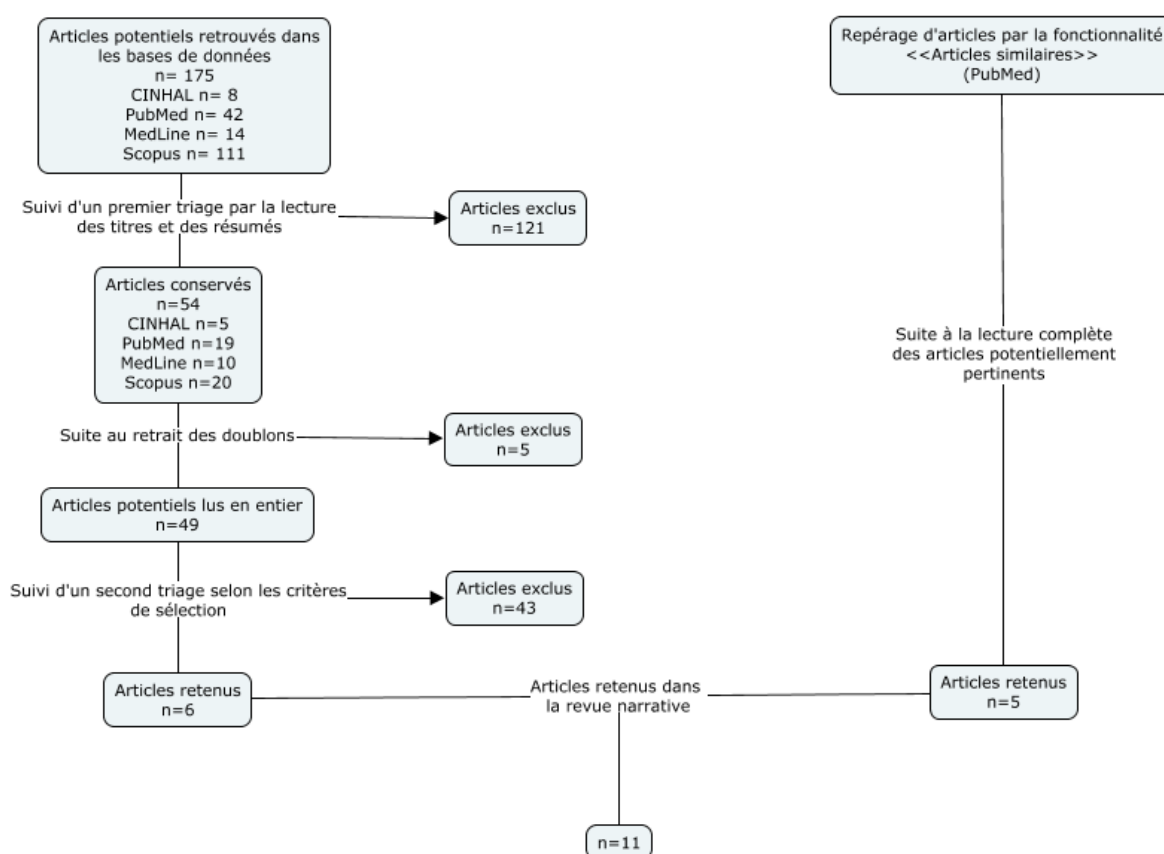 Articles potentiels retrouvés dans
les bases de données
n= 175
CINHAL n= 8
PubMed n= 42
MedLine n= 14
Scopus n= 111
Repérage d'articles par la fonctionnalité
<<Articles similaires>>
(PubMed)
Suivi d'un premier triage par la lecture
des titres et des résumés
Articles exclus
n=121
Articles conservés
n=54
CINHAL n=5
PubMed n=19
MedLine n=10
Scopus n=20
Suite à la lecture complète
des articles potentiellement
pertinents
Suite au retrait des doublons
Articles exclus
n=5
Articles potentiels lus en entier
n=49
Suivi d'un second triage selon les critères
de sélection
Articles exclus
n=43
Articles retenus
n=6
Articles retenus dans
la revue narrative
Articles retenus
n=5
n=11